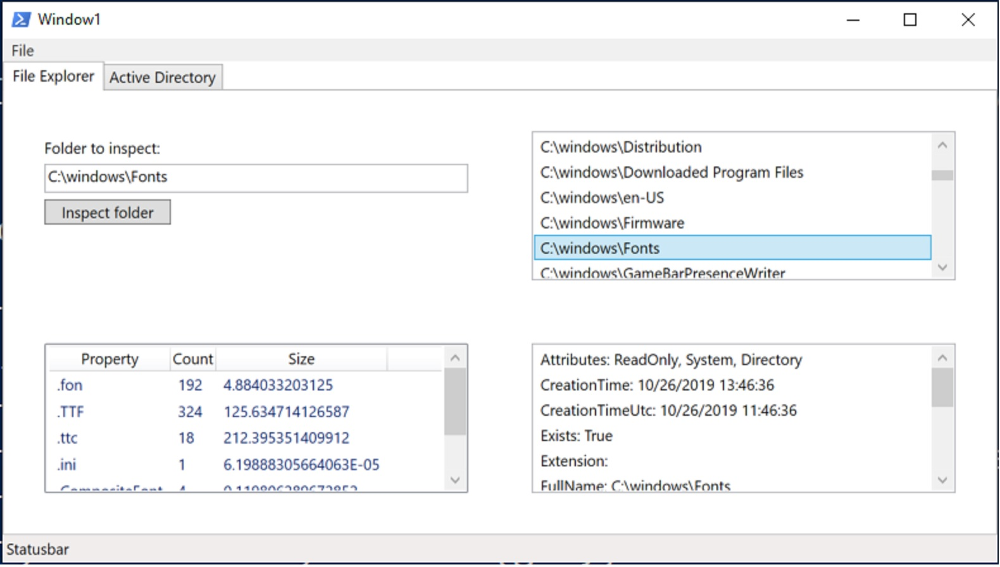 Window1
File
File Explorer
Active Directory
Folder to inspect:
C:\windows\Fonts
Inspect folder
C:\windows\Distribution
C:\windows\Downloaded Program Files
C:\windows\en-US
C:\windows\Firmware
C:\windows\Fonts
C:\windows\GameBarPresenceWriter
Property Count Size
.fon 192 4.884033203125
.TTF 324 125.634714126587
.ttc 18 212.395351409912
.ini 1 6.19888305664063E-05
.CompositeFont 4
Attributes: ReadOnly, System, Directory
CreationTime: 10/26/2019 13:46:36
CreationTimeUtc: 10/26/2019 11:46:36
Exists: True
Extension:
FullName: C:\windows\Fonts
Statusbar